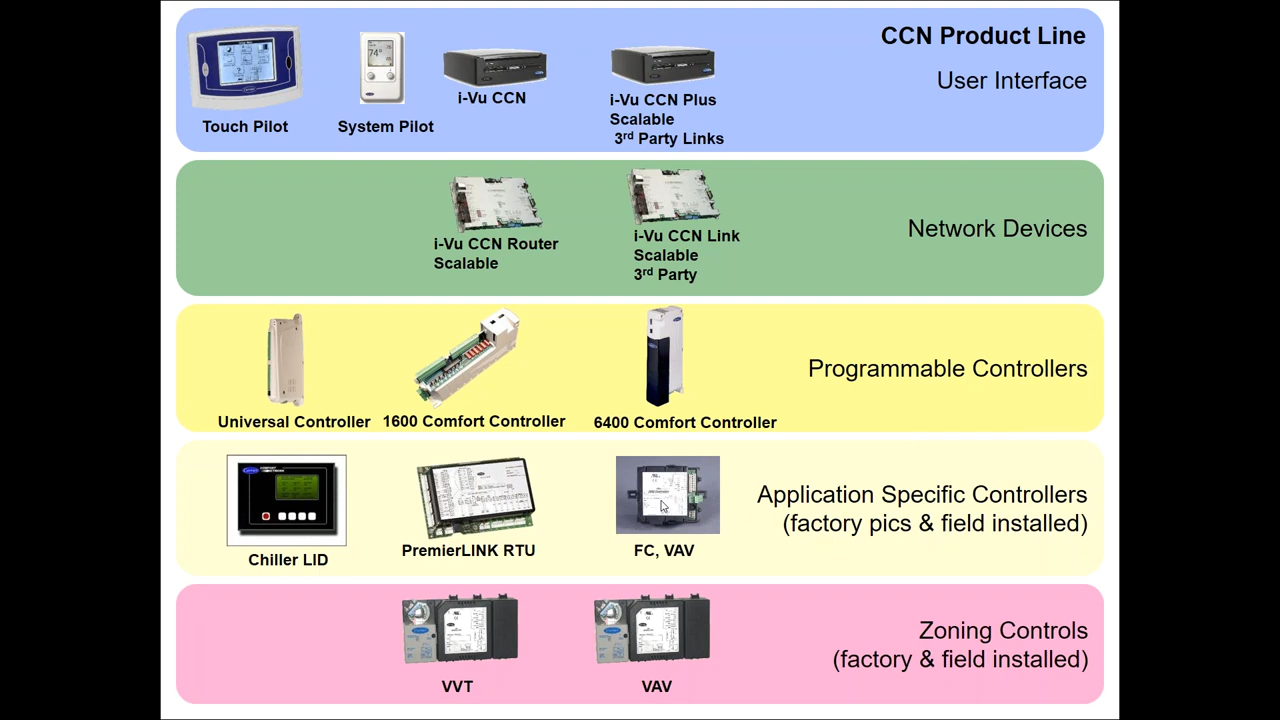 CCN Product Line
User Interface
Touch Pilot
System Pilot
i-Vu CCN
i-Vu CCN Plus
Scalable
3rd Party Links
Network Devices
i-Vu CCN Router
Scalable
i-Vu CCN Link
Scalable
3rd Party
Programmable Controllers
Universal Controller
1600 Comfort Controller
6400 Comfort Controller
Application Specific Controllers
(factory pics & field installed)
Chiller LID
PremierLINK RTU
FC, VAV
Zoning Controls
(factory & field installed)
VVT
VAV